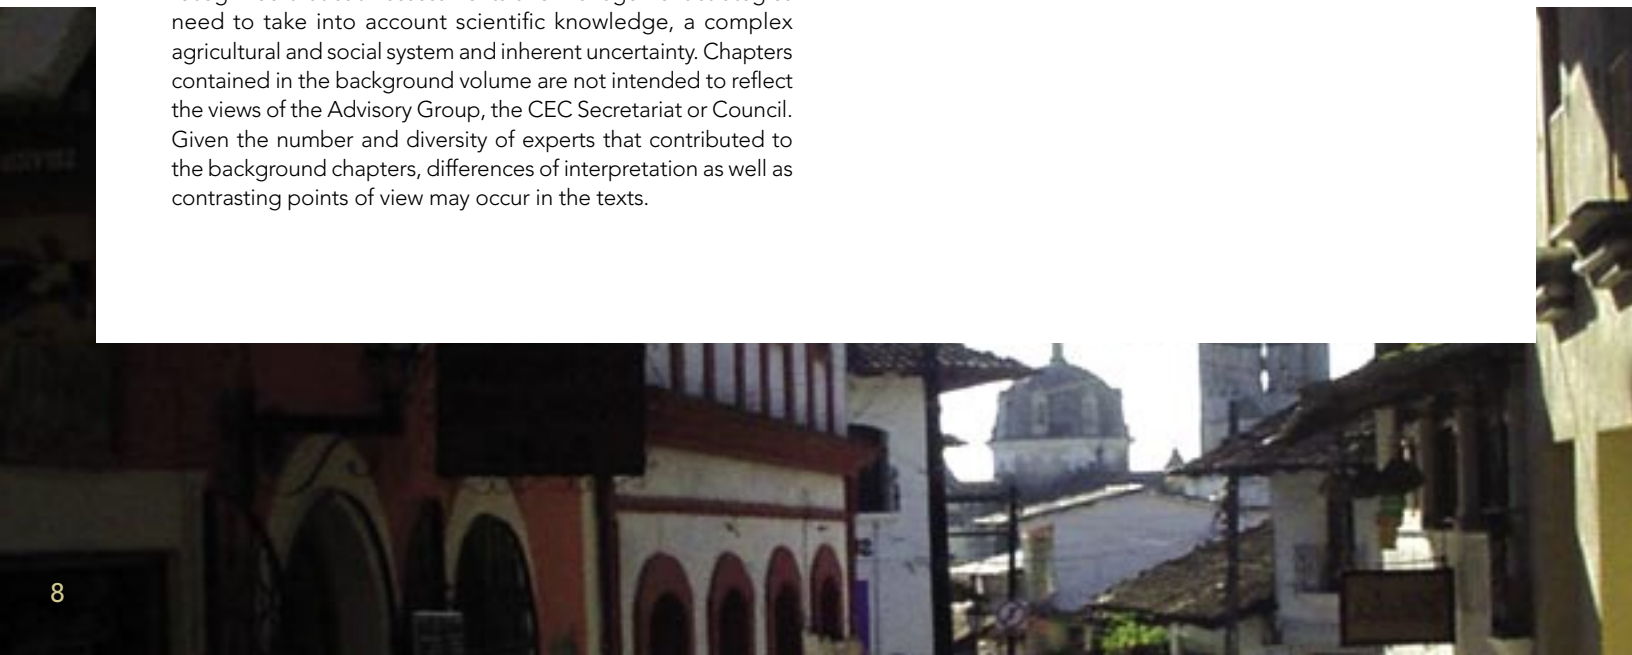 need to take into account scientific knowledge, a complex
agricultural and social system and inherent uncertainty. Chapters
contained in the background volume are not intended to reflect
the views of the Advisory Group, the CEC Secretariat or Council.
Given the number and diversity of experts that contributed to
the background chapters, differences of interpretation as well as
contrasting points of view may occur in the texts.
8